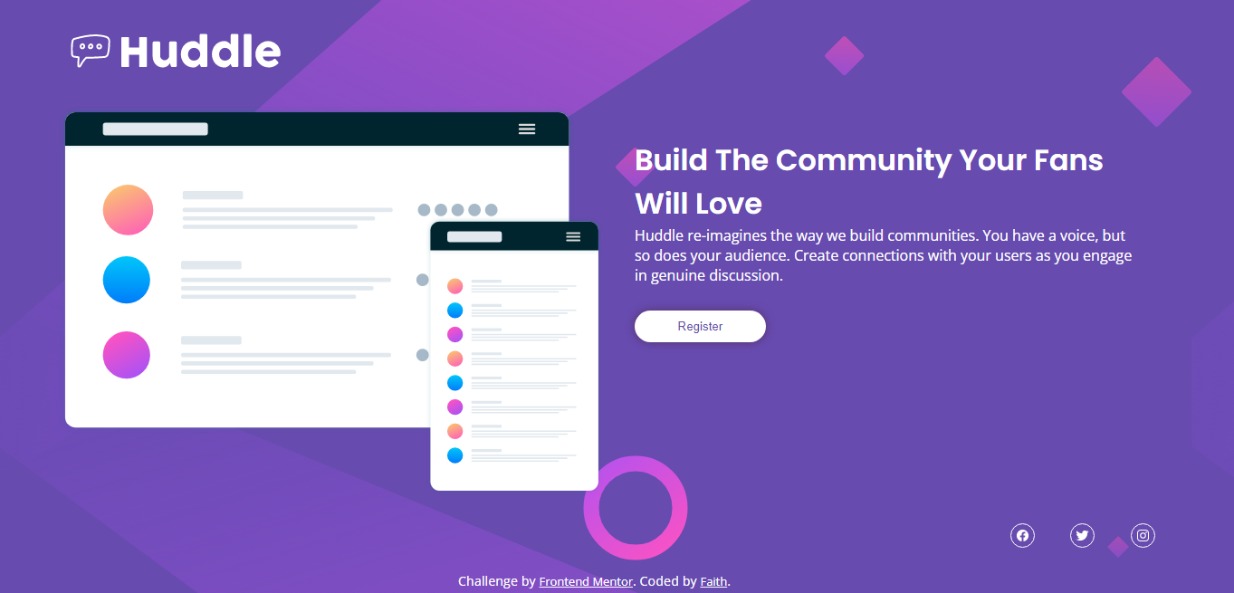 Huddle
Build The Community Your Fans
Will Love
Huddle re-imagines the way we build communities. You have a voice, but
so does your audience. Create connections with your users as you engage
in genuine discussion.
Register
Challenge by Frontend Mentor. Coded by Faith.